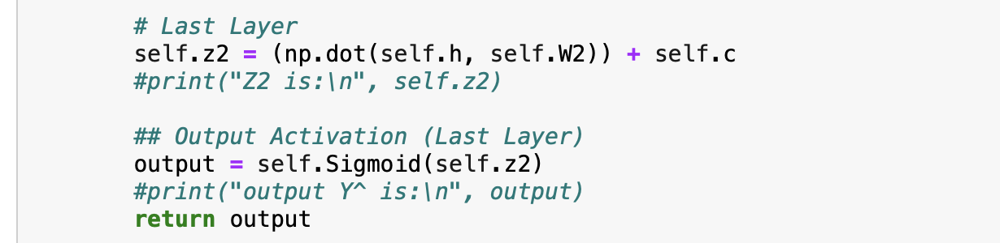 # Last Layer
self.z2 = (np.dot(self.h, self.W2)) + self.c
#print("Z2 is:\n", self.z2)
## Output Activation (Last Layer)
output = self.Sigmoid(self.z2)
#print("output Y^ is:\n", output)
return output